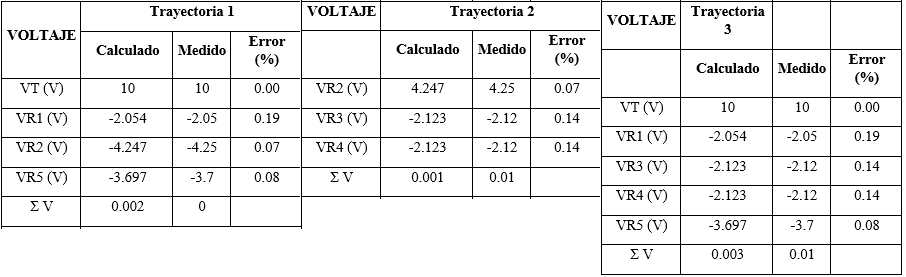 VOLTAJE Trayectoria 1
Calculado Medido Error (%)
VT (V) 10 10 0.00
VR1 (V) -2.054 -2.05 0.19
VR2 (V) -4.247 -4.25 0.07
VR5 (V) -3.697 -3.7 0.08
Σ V 0.002 0
VOLTAJE Trayectoria 2
Calculado Medido Error (%)
VR2 (V) 4.247 4.25 0.07
VR3 (V) -2.123 -2.12 0.14
VR4 (V) -2.123 -2.12 0.14
Σ V 0.001 0.01
VOLTAJE Trayectoria 3
Calculado Medido Error (%)
VT (V) 10 10 0.00
VR1 (V) -2.054 -2.05 0.19
VR3 (V) -2.123 -2.12 0.14
VR4 (V) -2.123 -2.12 0.14
VR5 (V) -3.697 -3.7 0.08
Σ V 0.003 0.01